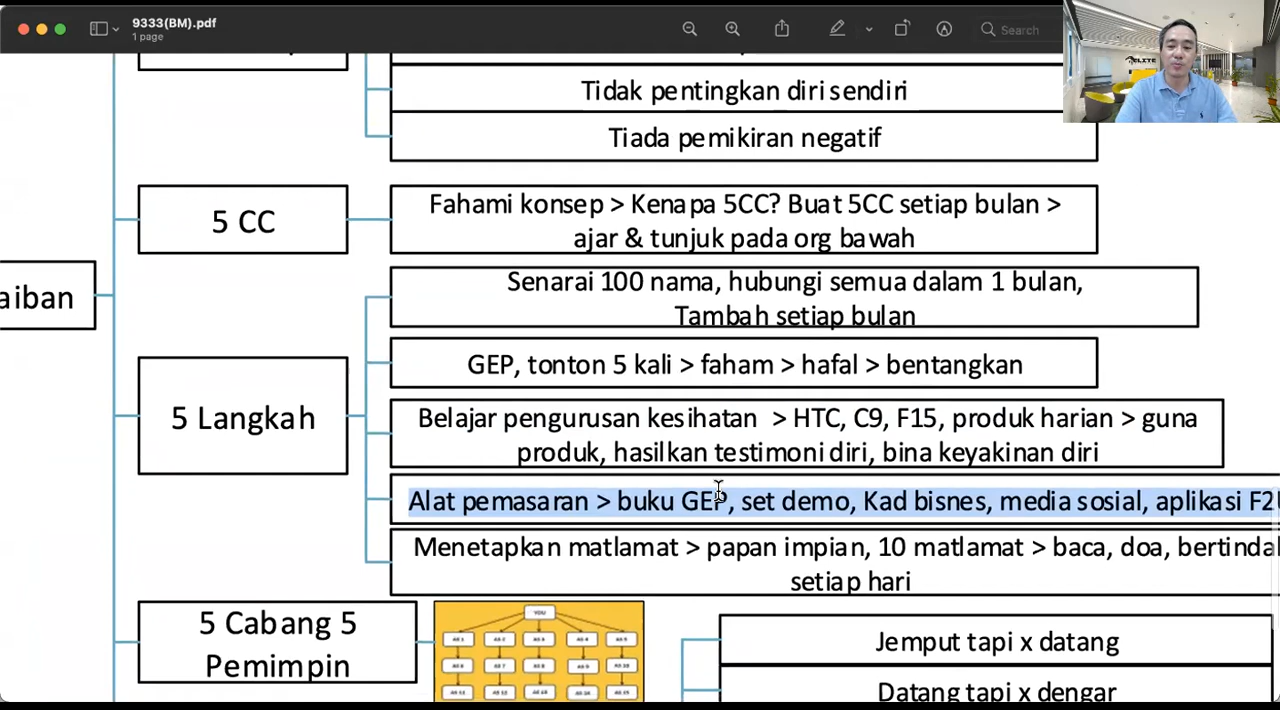 9333(BM).pdf
1 page
Search
ELITE
Tidak pentingkan diri sendiri
Tiada pemikiran negatif
5 CC
Fahami konsep > Kenapa 5CC? Buat 5CC setiap bulan >
ajar & tunjuk pada org bawah
aiban
Senarai 100 nama, hubungi semua dalam 1 bulan,
Tambah setiap bulan
GEP, tonton 5 kali > faham > hafal > bentangkan
5 Langkah
Belajar pengurusan kesihatan > HTC, C9, F15, produk harian > guna
produk, hasilkan testimoni diri, bina keyakinan diri
Alat pemasaran > buku GEP, set demo, Kad bisnes, media sosial, aplikasi
Menetapkan matlamat > papan impian, 10 matlamat > baca, doa, bertindak
setiap hari
5 Cabang 5
Pemimpin
YOU
Jemput tapi x datang
Datang tapi x dengar